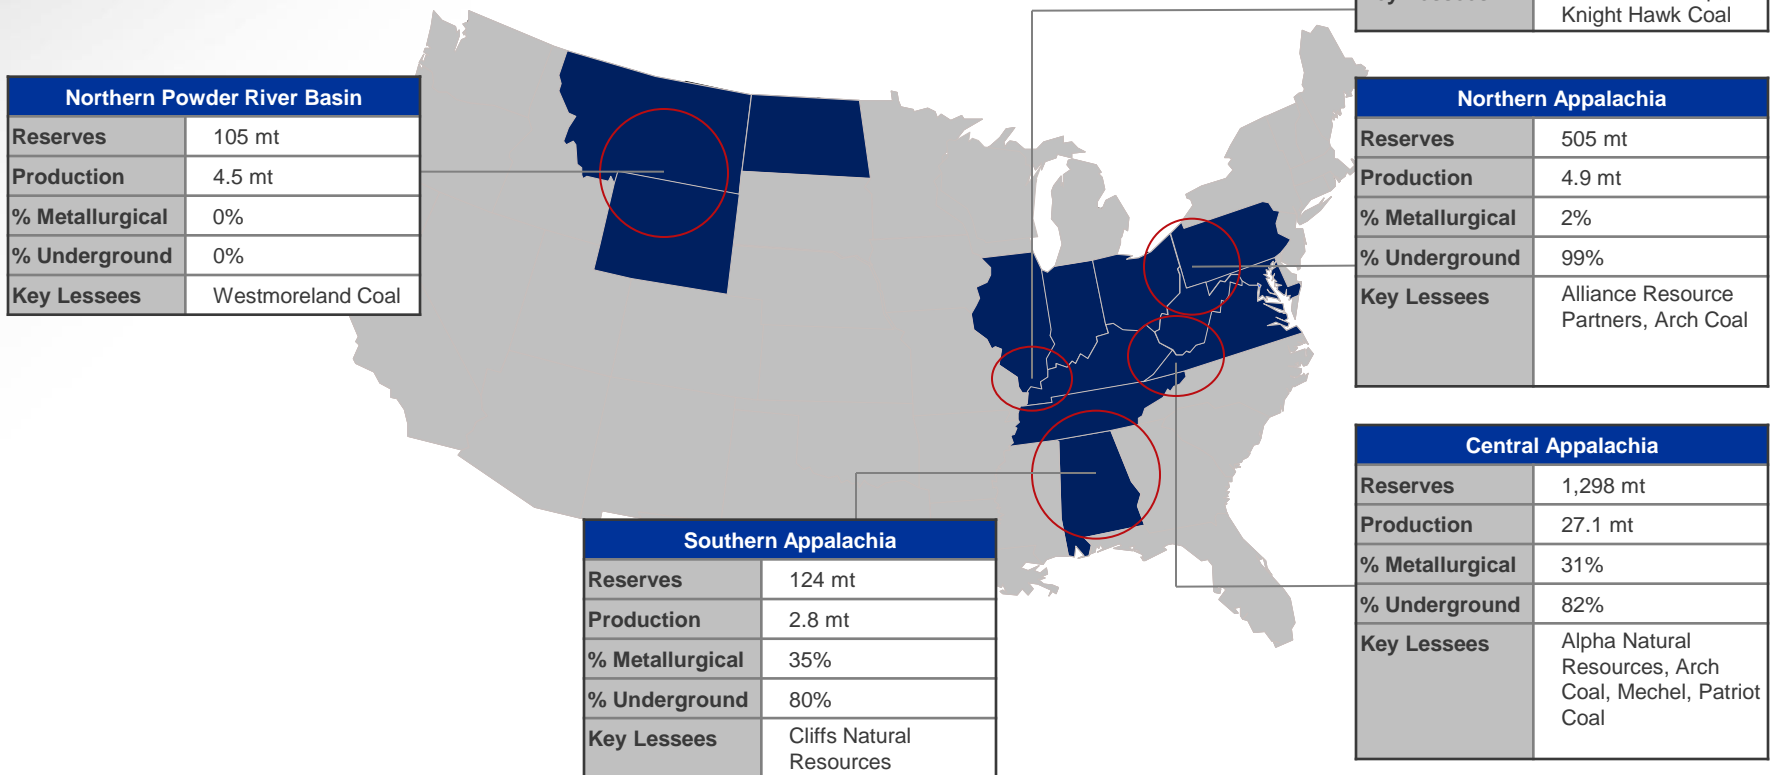 Knight Hawk Coal
Northern Powder River Basin
Reserves 105 mt
Production 4.5 mt
% Metallurgical 0%
% Underground 0%
Key Lessees Westmoreland Coal
Northern Appalachia
Reserves 505 mt
Production 4.9 mt
% Metallurgical 2%
% Underground 99%
Key Lessees Alliance Resource
Partners, Arch Coal
Central Appalachia
Reserves 1,298 mt
Production 27.1 mt
% Metallurgical 31%
% Underground 82%
Key Lessees Alpha Natural
Resources, Arch
Coal, Mechel, Patriot
Coal
Southern Appalachia
Reserves 124 mt
Production 2.8 mt
% Metallurgical 35%
% Underground 80%
Key Lessees Cliffs Natural
Resources